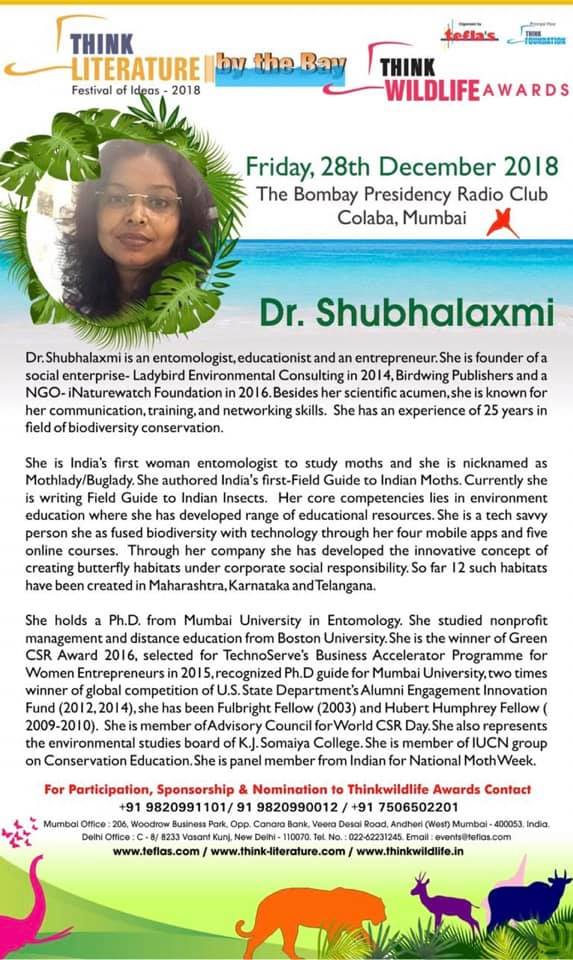 THINK
LITERATURE
by the Bay
Festival of Ideas - 2018
Organised by
tefla's
Principal Prizor
THINK
FOUNDATION
THINK
WILDLIFE AWARDS
Friday, 28th December 2018
The Bombay Presidency Radio Club
Colaba, Mumbai
Dr. Shubhalaxmi
Dr. Shubhalaxmi is an entomologist, educationist and an entrepreneur. She is founder of a
social enterprise- Ladybird Environmental Consulting in 2014, Birdwing Publishers and a
NGO- iNaturewatch Foundation in 2016. Besides her scientific acumen, she is known for
her communication, training, and networking skills. She has an experience of 25 years in
field of biodiversity conservation.
She is India's first woman entomologist to study moths and she is nicknamed as
Mothlady/Buglady. She authored India's first-Field Guide to Indian Moths. Currently she
is writing Field Guide to Indian Insects. Her core competencies lies in environment
education where she has developed range of educational resources. She is a tech savvy
person she as fused biodiversity with technology through her four mobile apps and five
online courses. Through her company she has developed the innovative concept of
creating butterfly habitats under corporate social responsibility. So far 12 such habitats
have been created in Maharashtra, Karnataka and Telangana.
She holds a Ph.D. from Mumbai University in Entomology. She studied nonprofit
management and distance education from Boston University. She is the winner of Green
CSR Award 2016, selected for TechnoServe's Business Accelerator Programme for
Women Entrepreneurs in 2015, recognized Ph.D guide for Mumbai University, two times
winner of global competition of U.S. State Department's Alumni Engagement Innovation
Fund (2012, 2014), she has been Fulbright Fellow (2003) and Hubert Humphrey Fellow (
2009-2010). She is member of Advisory Council for World CSR Day. She also represents
the environmental studies board of K.J. Somaiya College. She is member of IUCN group
on Conservation Education. She is panel member from Indian for National Moth Week.
For Participation, Sponsorship & Nomination to Thinkwildlife Awards Contact
+91 9820991101/ 91 9820990012 / +91 7506502201
Mumbai Office : 206, Woodrow Business Park, Opp. Canara Bank, Veera Desai Road, Andheri (West) Mumbai - 400053. India.
Delhi Office : C - 8/ 8233 Vasant Kunj, New Delhi - 110070. Tel. No. : 022-62231245. Email : events@teflas.com
www.teflas.com / www.think-literature.com / www.thinkwildlife.in